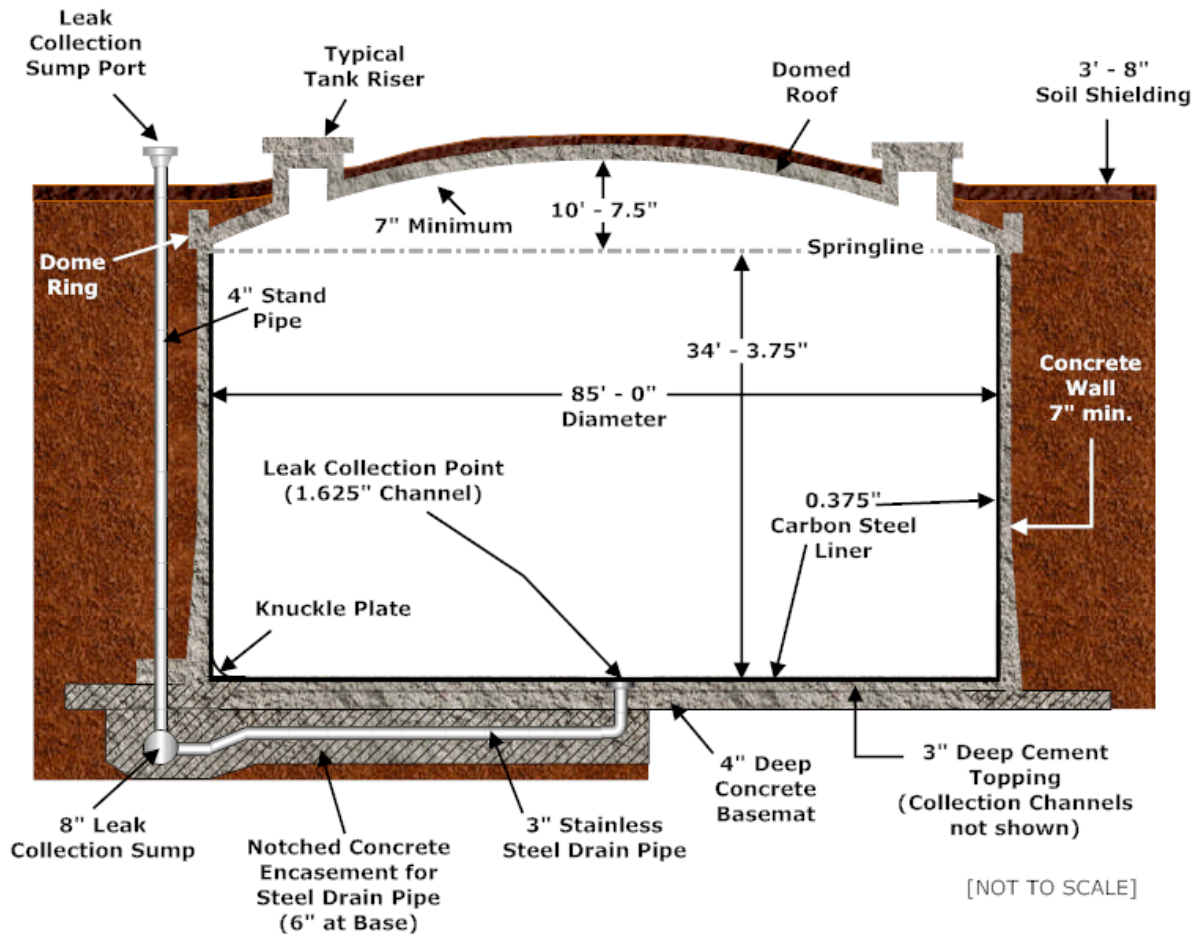 Leak
Collection
Sump Port
Typical
Tank Riser
Domed
Roof
3' - 8"
Soil Shielding
10' - 7.5"
7" Minimum
Springline
Dome
Ring
4" Stand
Pipe
34' - 3.75"
Concrete
Wall
7" min.
85' - 0"
Diameter
Leak Collection Point
(1.625" Channel)
0.375"
Carbon Steel
Liner
Knuckle Plate
8" Leak
Collection Sump
Notched Concrete
Encasement for
Steel Drain Pipe
(6" at Base)
3" Stainless
Steel Drain Pipe
4" Deep
Concrete
Basemat
3" Deep Cement
Topping
(Collection Channels
not shown)
[NOT TO SCALE]